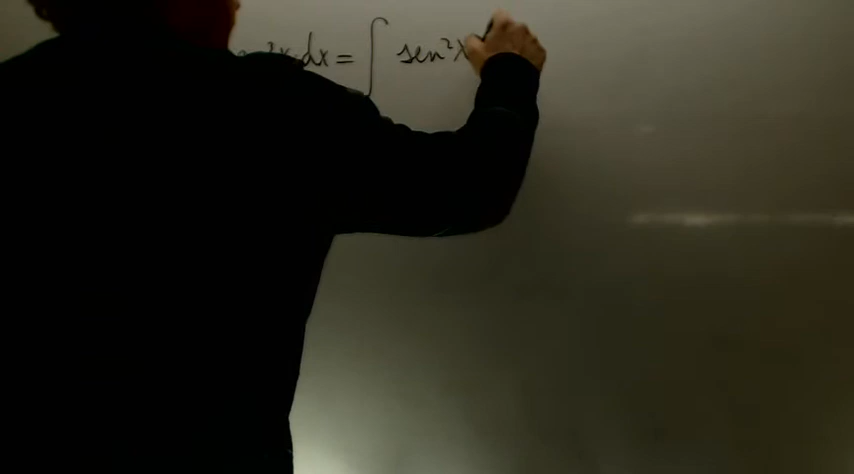 dx = ∫ sen²x